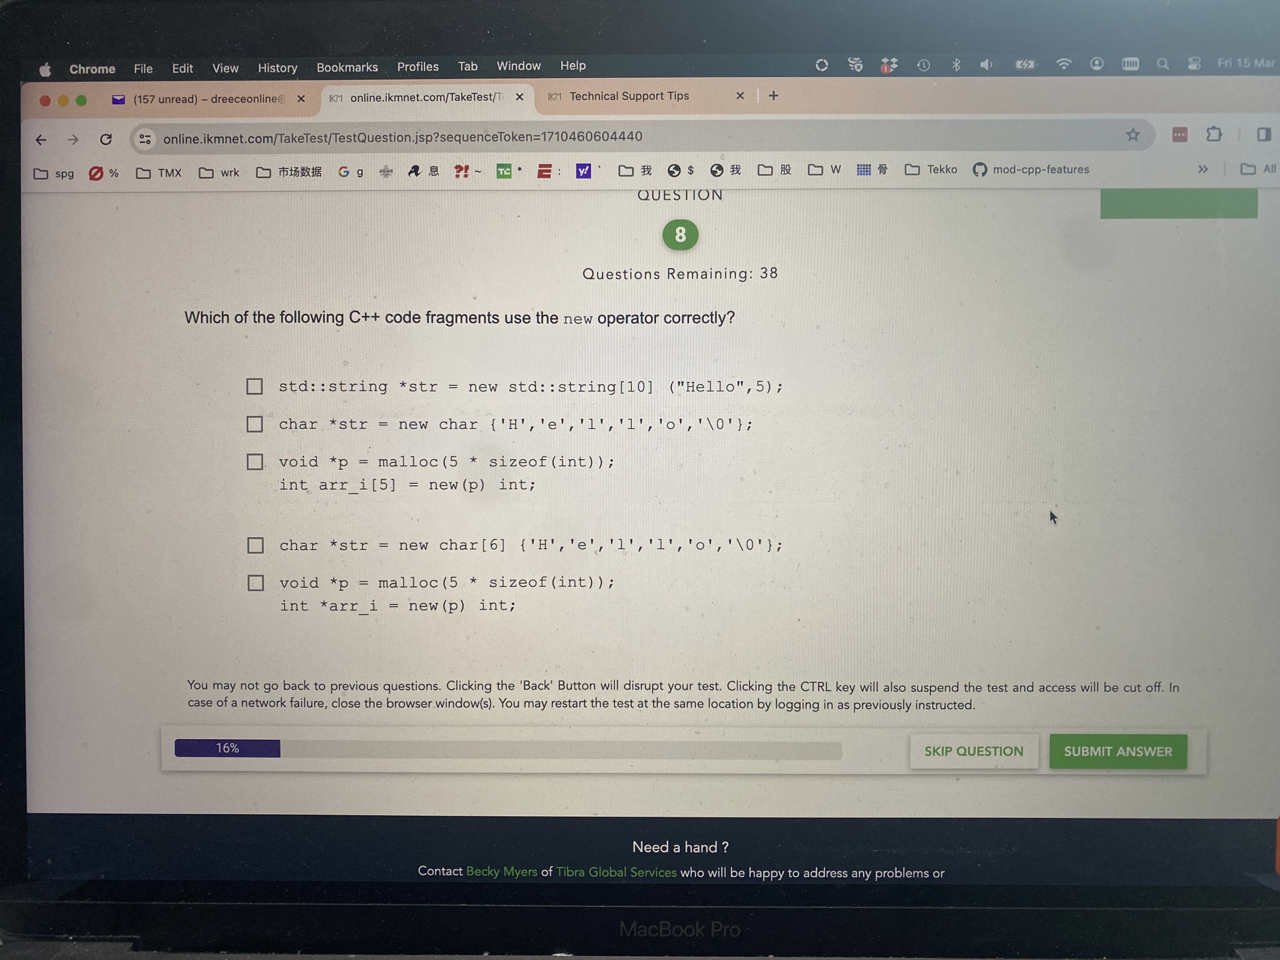 Chrome File Edit View History Bookmarks Profiles Tab Window Help Fri 15 Mar
(157 unread) – dreeceonline
IKM online.ikmnet.com/TakeTest/T
IKM Technical Support Tips
online.ikmnet.com/TakeTest/TestQuestion.jsp?sequenceToken=1710460604440
spg % TMX wrk 市场数据 G g 息 ?! ~ TC * : y! ` 我 $ 我 股 W 骨 Tekko mod-cpp-features » All
QUESTION
8
Questions Remaining: 38
Which of the following C++ code fragments use the new operator correctly?
std::string *str = new std::string[10] ("Hello",5);
char *str = new char {'H','e','l','l','o','\0'};
void *p = malloc(5 * sizeof(int));
int arr_i[5] = new(p) int;
char *str = new char[6] {'H','e','l','l','o','\0'};
void *p = malloc(5 * sizeof(int));
int *arr_i = new(p) int;
You may not go back to previous questions. Clicking the 'Back' Button will disrupt your test. Clicking the CTRL key will also suspend the test and access will be cut off. In
case of a network failure, close the browser window(s). You may restart the test at the same location by logging in as previously instructed.
16%
SKIP QUESTION
SUBMIT ANSWER
Need a hand ?
Contact Becky Myers of Tibra Global Services who will be happy to address any problems or
MacBook Pro